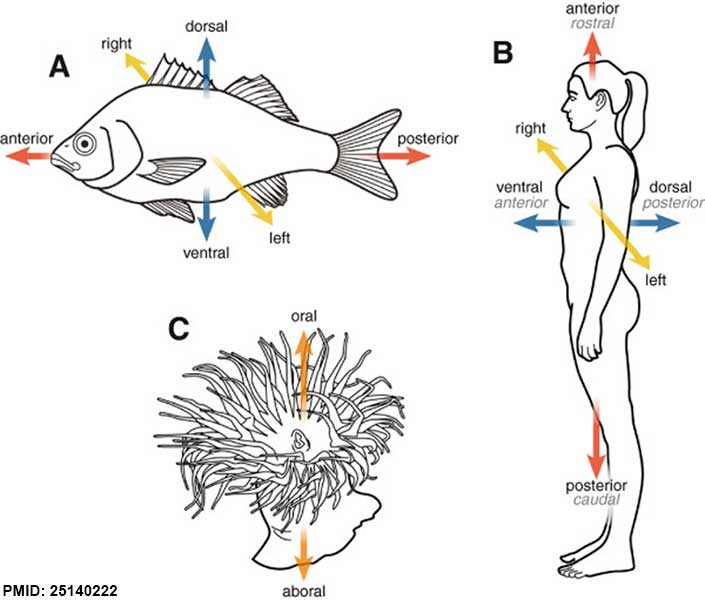 A
dorsal
right
anterior
posterior
left
ventral
B
anterior
rostral
right
ventral
anterior
dorsal
posterior
left
posterior
caudal
C
oral
aboral
PMID: 25140222